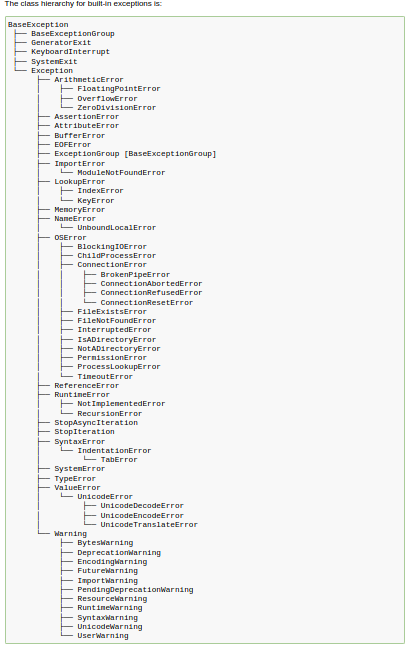 The class hierarchy for built-in exceptions is:
BaseException
├── BaseExceptionGroup
├── GeneratorExit
├── KeyboardInterrupt
├── SystemExit
└── Exception
├── ArithmeticError
│    ├── FloatingPointError
│    ├── OverflowError
│    └── ZeroDivisionError
├── AssertionError
├── AttributeError
├── BufferError
├── EOFError
├── ExceptionGroup [BaseExceptionGroup]
├── ImportError
│    └── ModuleNotFoundError
├── LookupError
│    ├── IndexError
│    └── KeyError
├── MemoryError
├── NameError
│    └── UnboundLocalError
├── OSError
│    ├── BlockingIOError
│    ├── ChildProcessError
│    ├── ConnectionError
│    │    ├── BrokenPipeError
│    │    ├── ConnectionAbortedError
│    │    ├── ConnectionRefusedError
│    │    └── ConnectionResetError
│    ├── FileExistsError
│    ├── FileNotFoundError
│    ├── InterruptedError
│    ├── IsADirectoryError
│    ├── NotADirectoryError
│    ├── PermissionError
│    ├── ProcessLookupError
│    └── TimeoutError
├── ReferenceError
├── RuntimeError
│    ├── NotImplementedError
│    └── RecursionError
├── StopAsyncIteration
├── StopIteration
├── SyntaxError
│    └── IndentationError
│         └── TabError
├── SystemError
├── TypeError
├── ValueError
│    └── UnicodeError
│         ├── UnicodeDecodeError
│         ├── UnicodeEncodeError
│         └── UnicodeTranslateError
└── Warning
├── BytesWarning
├── DeprecationWarning
├── EncodingWarning
├── FutureWarning
├── ImportWarning
├── PendingDeprecationWarning
├── ResourceWarning
├── RuntimeWarning
├── SyntaxWarning
├── UnicodeWarning
└── UserWarning